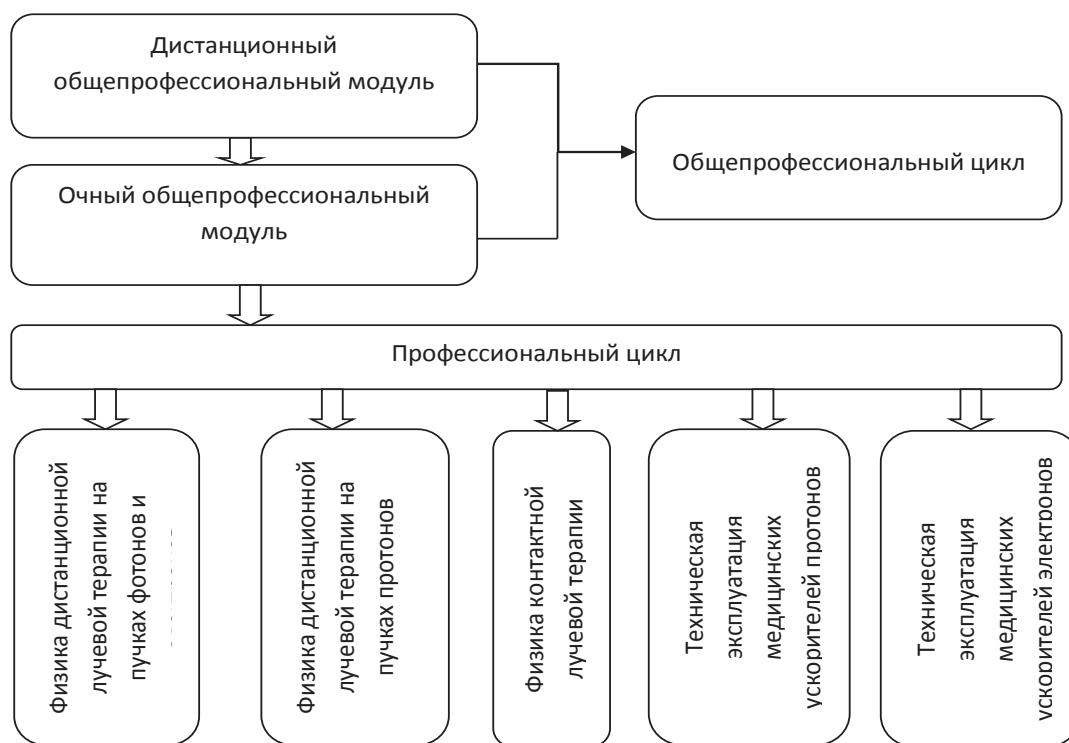 Дистанционный
общепрофессиональный модуль
Общепрофессиональный цикл
Очный общепрофессиональный
модуль
Профессиональный цикл
Физика дистанционной
лучевой терапии на
пучках фотонов и
Физика дистанционной
лучевой терапии на
пучках протонов
Физика контактной
лучевой терапии
Техническая
эксплуатация
медицинских
ускорителей протонов
Техническая
эксплуатация
медицинских
ускорителей электронов